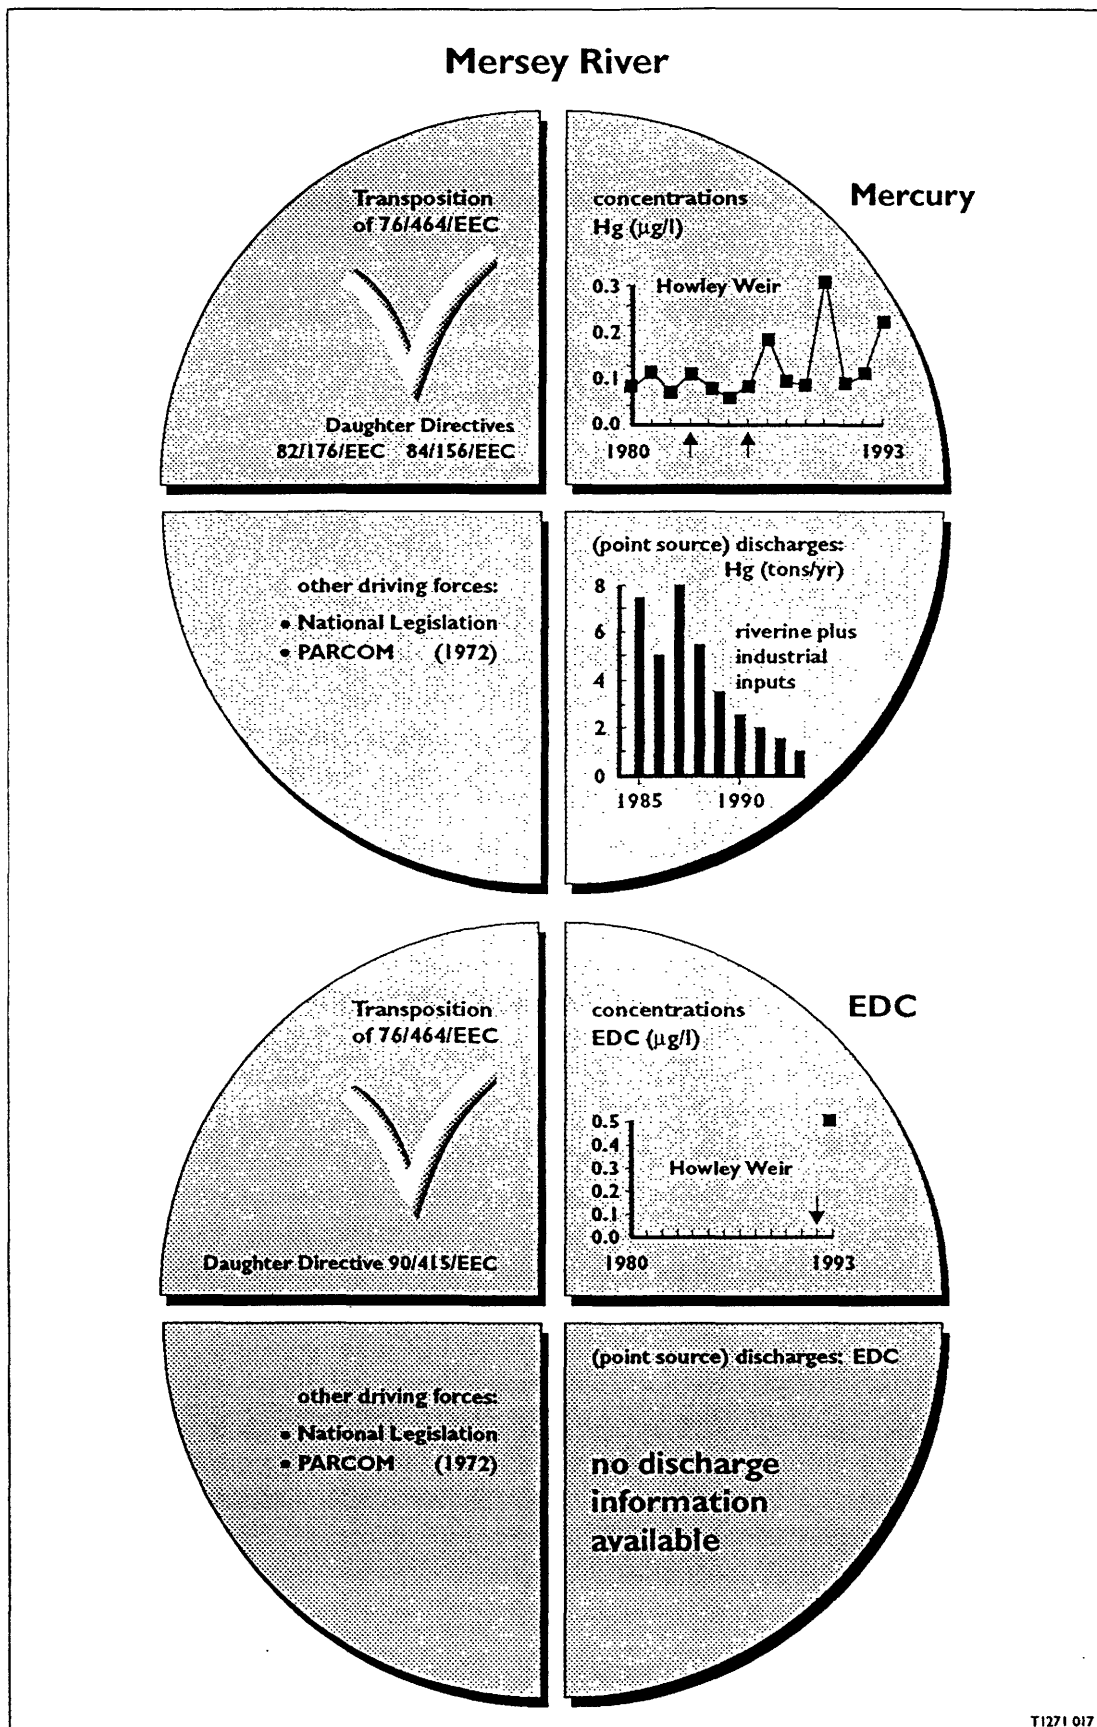 Mersey River
Transposition
of 76/464/EEC
Daughter Directives
82/176/EEC 84/156/EEC
Mercury
concentrations
Hg (µg/l)
Howley Weir
0.3
0.2
0.1
0.0
1980
1993
other driving forces:
• National Legislation
• PARCOM (1972)
(point source) discharges:
Hg (tons/yr)
8
6
4
2
0
riverine plus
industrial
inputs
1985
1990
Transposition
of 76/464/EEC
Daughter Directive 90/415/EEC
EDC
concentrations
EDC (µg/l)
0.5
0.4
0.3
0.2
0.1
0.0
Howley Weir
1980
1993
other driving forces:
• National Legislation
• PARCOM (1972)
(point source) discharges: EDC
no discharge
information
available
T1271 017